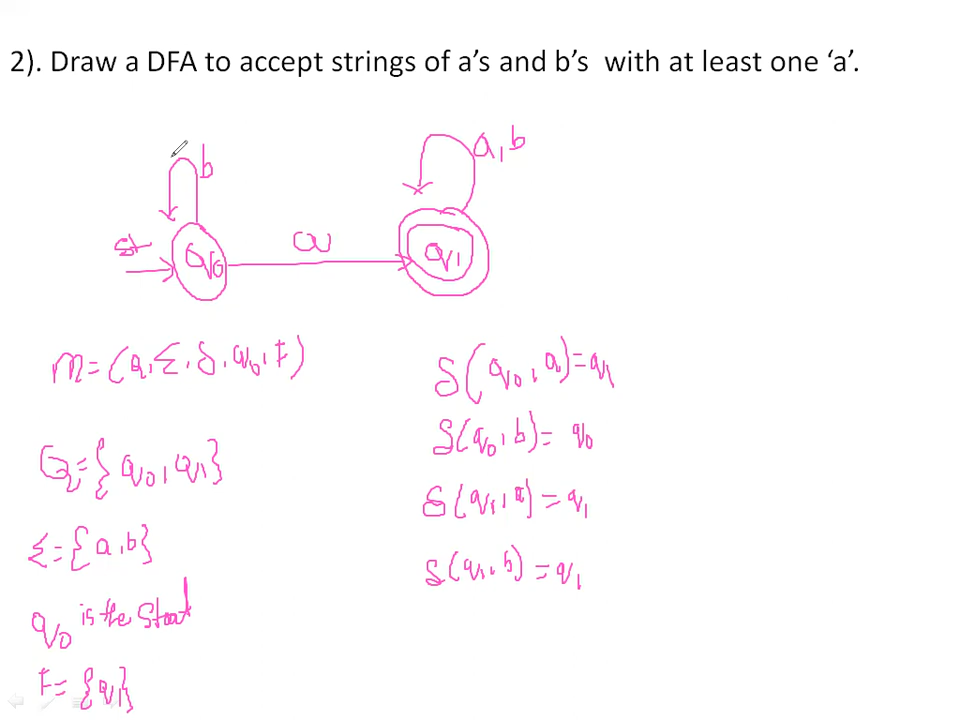 2). Draw a DFA to accept strings of a’s and b’s with at least one ‘a’.
b
a, b
st
q0
a
q1
M = (Q, Σ, δ, q0, F)
δ(q0, a) = q1
δ(q0, b) = q0
Q = {q0, q1}
δ(q1, a) = q1
Σ = {a, b}
δ(q1, b) = q1
q0 is the Start
F = {q1}